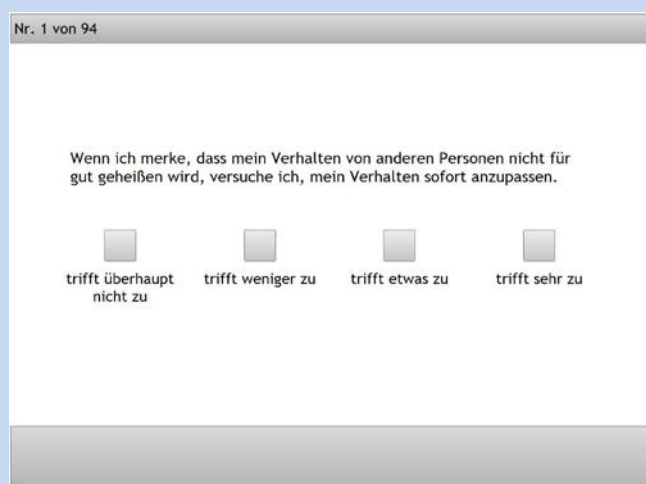 Nr. 1 von 94
Wenn ich merke, dass mein Verhalten von anderen Personen nicht für
gut geheißen wird, versuche ich, mein Verhalten sofort anzupassen.
trifft überhaupt nicht zu
trifft weniger zu
trifft etwas zu
trifft sehr zu